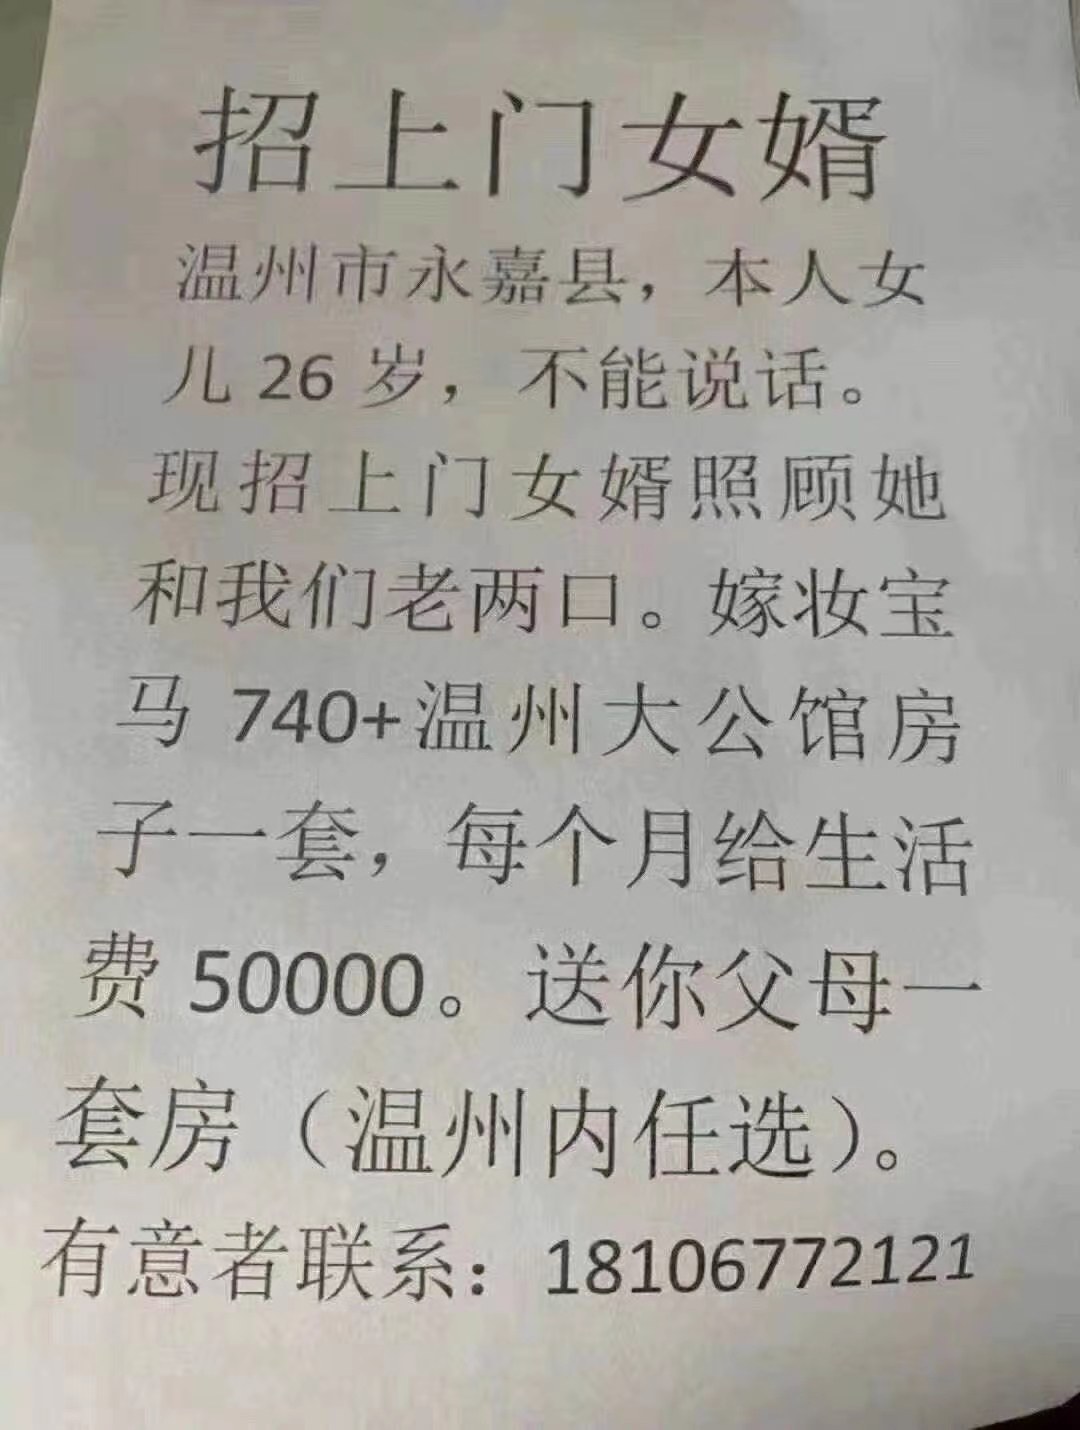 招上门女婿
温州市永嘉县，本人女
儿 26 岁，不能说话。
现招上门女婿照顾她
和我们老两口。嫁妆宝
马 740+温州大公馆房
子一套，每个月给生活
费 50000。送你父母一
套房（温州内任选）。
有意者联系：18106772121